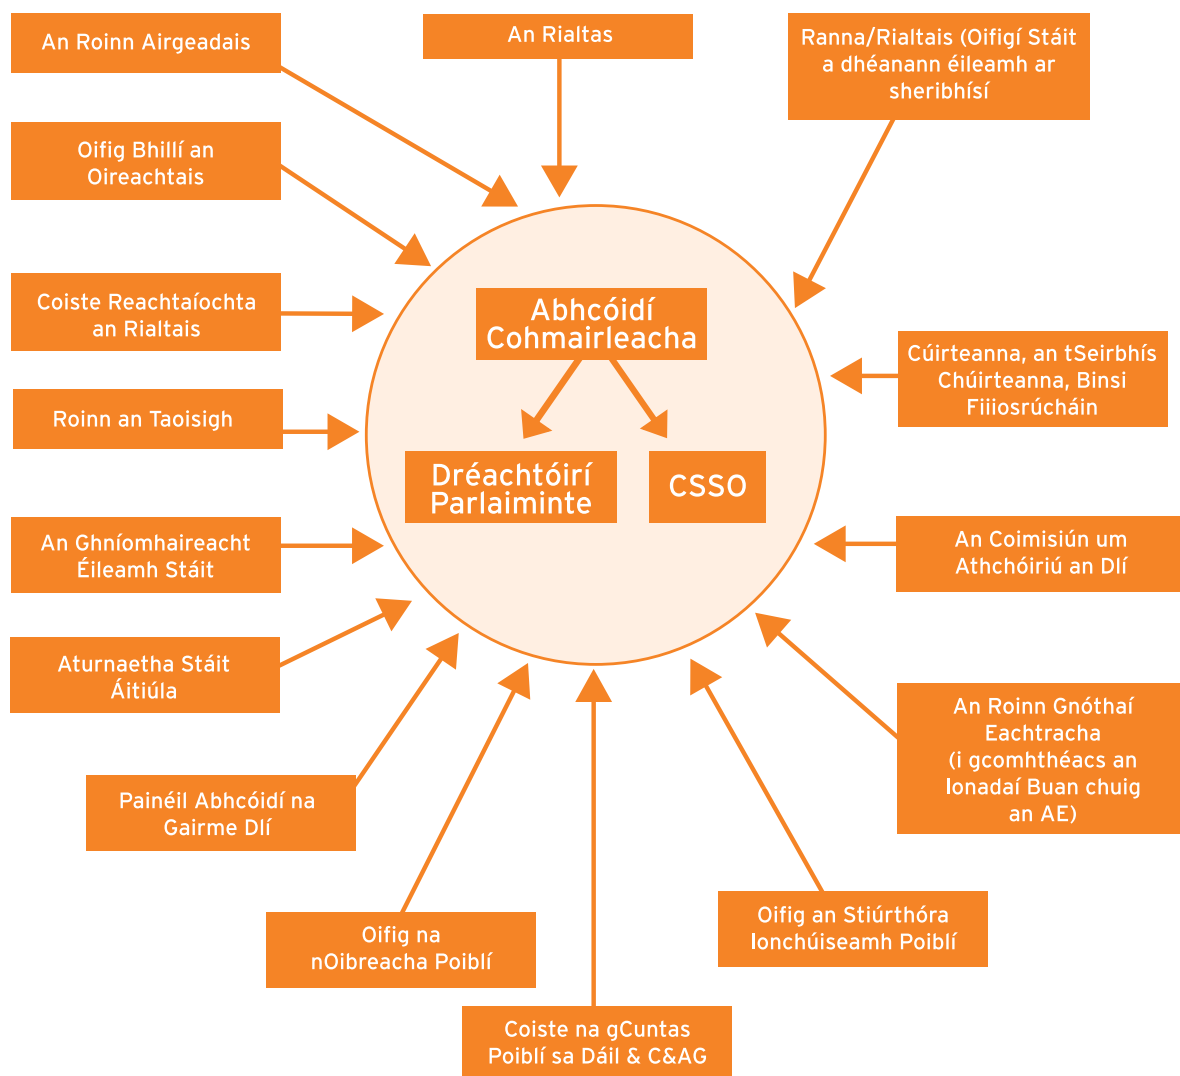 An Roinn Airgeadais
An Rialtas
Ranna/Rialtais (Oifigí Stáit
a dhéanann éileamh ar
sheribhísí
Oifig Bhillí an
Oireachtais
Coiste Reachtaíochta
an Rialtais
Abhcóidí
Cohmairleacha
Cúirteanna, an tSeirbhís
Chúirteanna, Binsi
Fiiiosrúcháin
Roinn an Taoisigh
Dréachtóirí
Parlaiminte
CSSO
An Ghníomhaireacht
Éileamh Stáit
An Coimisiún um
Athchóiriú an Dlí
Aturnaetha Stáit
Áitiúla
An Roinn Gnóthaí
Eachtracha
(i gcomhthéacs an
Ionadaí Buan chuig
an AE)
Painéil Abhcóidí na
Gairme Dlí
Oifig an Stiúrthóra
Ionchúiseamh Poiblí
Oifig na
nOibreacha Poiblí
Coiste na gCuntas
Poiblí sa Dáil & C&AG